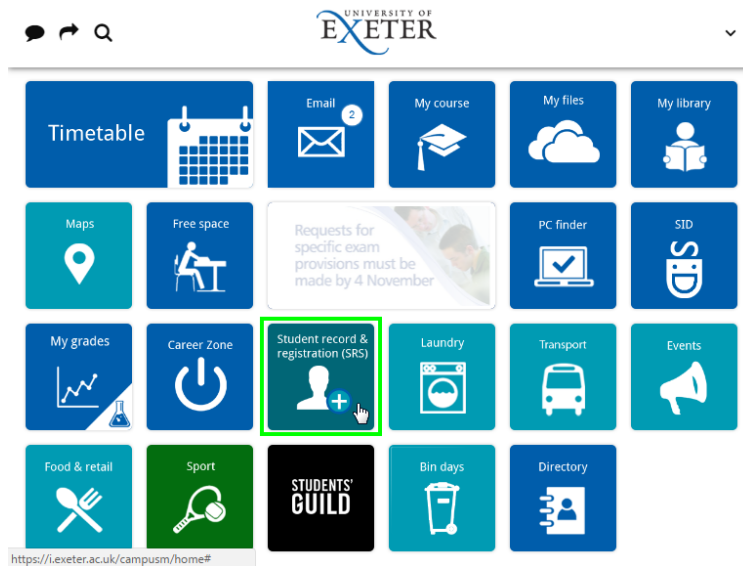 UNIVERSITY OF
EXETER
Timetable
Email
2
My course
My files
My library
Maps
Free space
Requests for
specific exam
provisions must be
made by 4 November
PC finder
SID
My grades
Career Zone
Student record &
registration (SRS)
Laundry
Transport
Events
Food & retail
Sport
STUDENTS'
GUILD
Bin days
Directory
https://i.exeter.ac.uk/campusm/home#